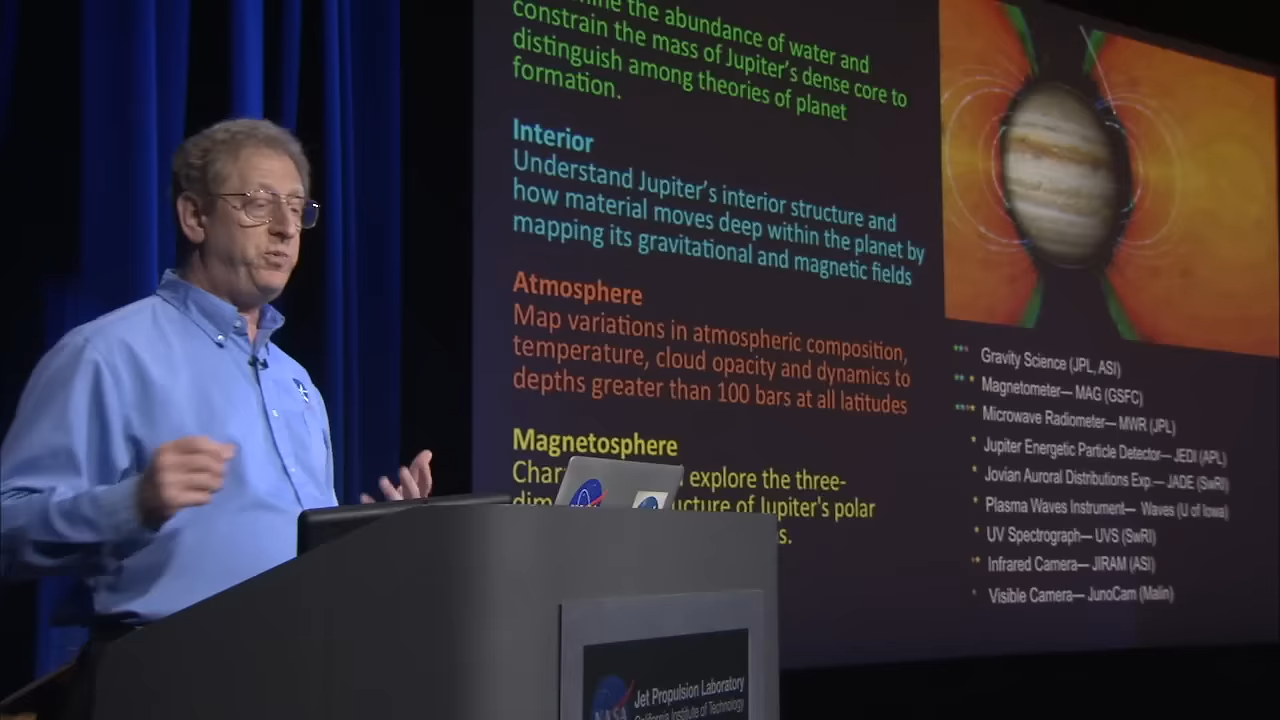 the abundance of water and
constrain the mass of Jupiter's dense core to
distinguish among theories of planet
formation.
Interior
Understand Jupiter's interior structure and
how material moves deep within the planet by
mapping its gravitational and magnetic fields
Atmosphere
Map variations in atmospheric composition,
temperature, cloud opacity and dynamics to
depths greater than 100 bars at all latitudes
Magnetosphere
explore the three-
of Jupiter's polar
*** Gravity Science (JPL, ASI)
** * Magnetometer— MAG (GSFC)
**** Microwave Radiometer— MWR (JPL)
* Jupiter Energetic Particle Detector— JEDI (APL)
* Jovian Auroral Distributions Exp.— JADE (SwRI)
* Plasma Waves Instrument— Waves (U of Iowa)
* UV Spectrograph— UVS (SwRI)
** Infrared Camera— JIRAM (ASI)
* Visible Camera— JunoCam (Malin)
NASA
Jet Propulsion Laboratory
California Institute of Technology